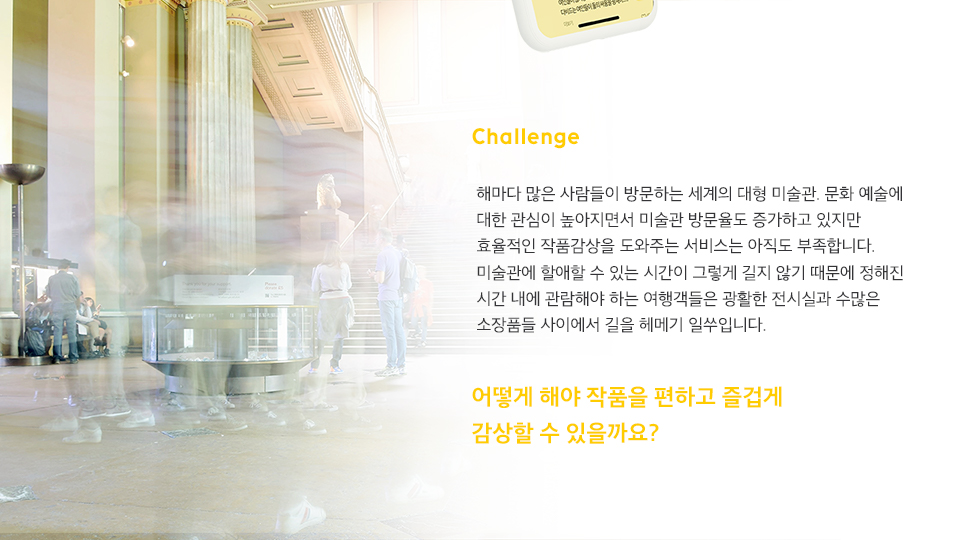 Challenge
해마다 많은 사람들이 방문하는 세계의 대형 미술관. 문화 예술에
대한 관심이 높아지면서 미술관 방문율도 증가하고 있지만
효율적인 작품감상을 도와주는 서비스는 아직도 부족합니다.
미술관에 할애할 수 있는 시간이 그렇게 길지 않기 때문에 정해진
시간 내에 관람해야 하는 여행객들은 광활한 전시실과 수많은
소장품들 사이에서 길을 헤메기 일쑤입니다.
어떻게 해야 작품을 편하고 즐겁게
감상할 수 있을까요?